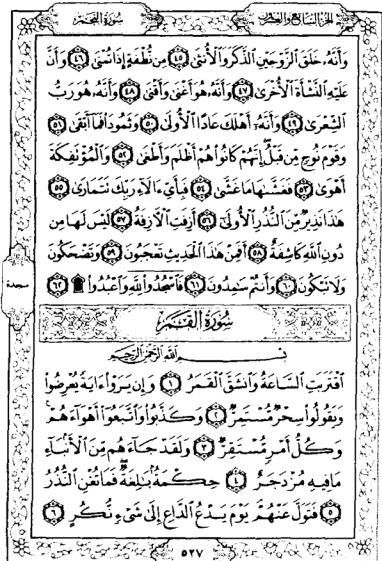 الجزء السابع والعشرون سورة النجم
وَأَنَّهُۥ خَلَقَ ٱلزَّوْجَيْنِ ٱلذَّكَرَ وَٱلْأُنثَىٰ ٤٥ مِن نُّطْفَةٍ إِذَا تُمْنَىٰ ٤٦ وَأَنَّ
عَلَيْهِ ٱلنَّشْأَةَ ٱلْأُخْرَىٰ ٤٧ وَأَنَّهُۥ هُوَ أَغْنَىٰ وَأَقْنَىٰ ٤٨ وَأَنَّهُۥ هُوَ رَبُّ
ٱلشِّعْرَىٰ ٤٩ وَأَنَّهُۥٓ أَهْلَكَ عَادًا ٱلْأُولَىٰ ٥٠ وَثَمُودَا۟ فَمَآ أَبْقَىٰ ٥١
وَقَوْمَ نُوحٍ مِّن قَبْلُ إِنَّهُمْ كَانُوا۟ هُمْ أَظْلَمَ وَأَطْغَىٰ ٥٢ وَٱلْمُؤْتَفِكَةَ
أَهْوَىٰ ٥٣ فَغَشَّىٰهَا مَا غَشَّىٰ ٥٤ فَبِأَىِّ ءَالَآءِ رَبِّكَ تَتَمَارَىٰ ٥٥
هَٰذَا نَذِيرٌ مِّنَ ٱلنُّذُرِ ٱلْأُولَىٰٓ ٥٦ أَزِفَتِ ٱلْءَازِفَةُ ٥٧ لَيْسَ لَهَا مِن
دُونِ ٱللَّهِ كَاشِفَةٌ ٥٨ أَفَمِنْ هَٰذَا ٱلْحَدِيثِ تَعْجَبُونَ ٥٩ وَتَضْحَكُونَ
وَلَا تَبْكُونَ ٦٠ وَأَنتُمْ سَٰمِدُونَ ٦١ فَٱسْجُدُوا۟ لِلَّهِ وَٱعْبُدُوا۟ ۩ ٦٢
سجدة
سُورَةُ القَمَرِ
بِسْمِ ٱللَّهِ ٱلرَّحْمَٰنِ ٱلرَّحِيمِ
ٱقْتَرَبَتِ ٱلسَّاعَةُ وَٱنشَقَّ ٱلْقَمَرُ ١ وَإِن يَرَوْا۟ ءَايَةً يُعْرِضُوا۟
وَيَقُولُوا۟ سِحْرٌ مُّسْتَمِرٌّ ٢ وَكَذَّبُوا۟ وَٱتَّبَعُوٓا۟ أَهْوَآءَهُمْ
وَكُلُّ أَمْرٍ مُّسْتَقِرٌّ ٣ وَلَقَدْ جَآءَهُم مِّنَ ٱلْأَنۢبَآءِ
مَا فِيهِ مُزْدَجَرٌ ٤ حِكْمَةٌۢ بَٰلِغَةٌ فَمَا تُغْنِ ٱلنُّذُرُ
٥ فَتَوَلَّ عَنْهُمْ يَوْمَ يَدْعُ ٱلدَّاعِ إِلَىٰ شَىْءٍ نُّكُرٍ ٦
٥٢٧